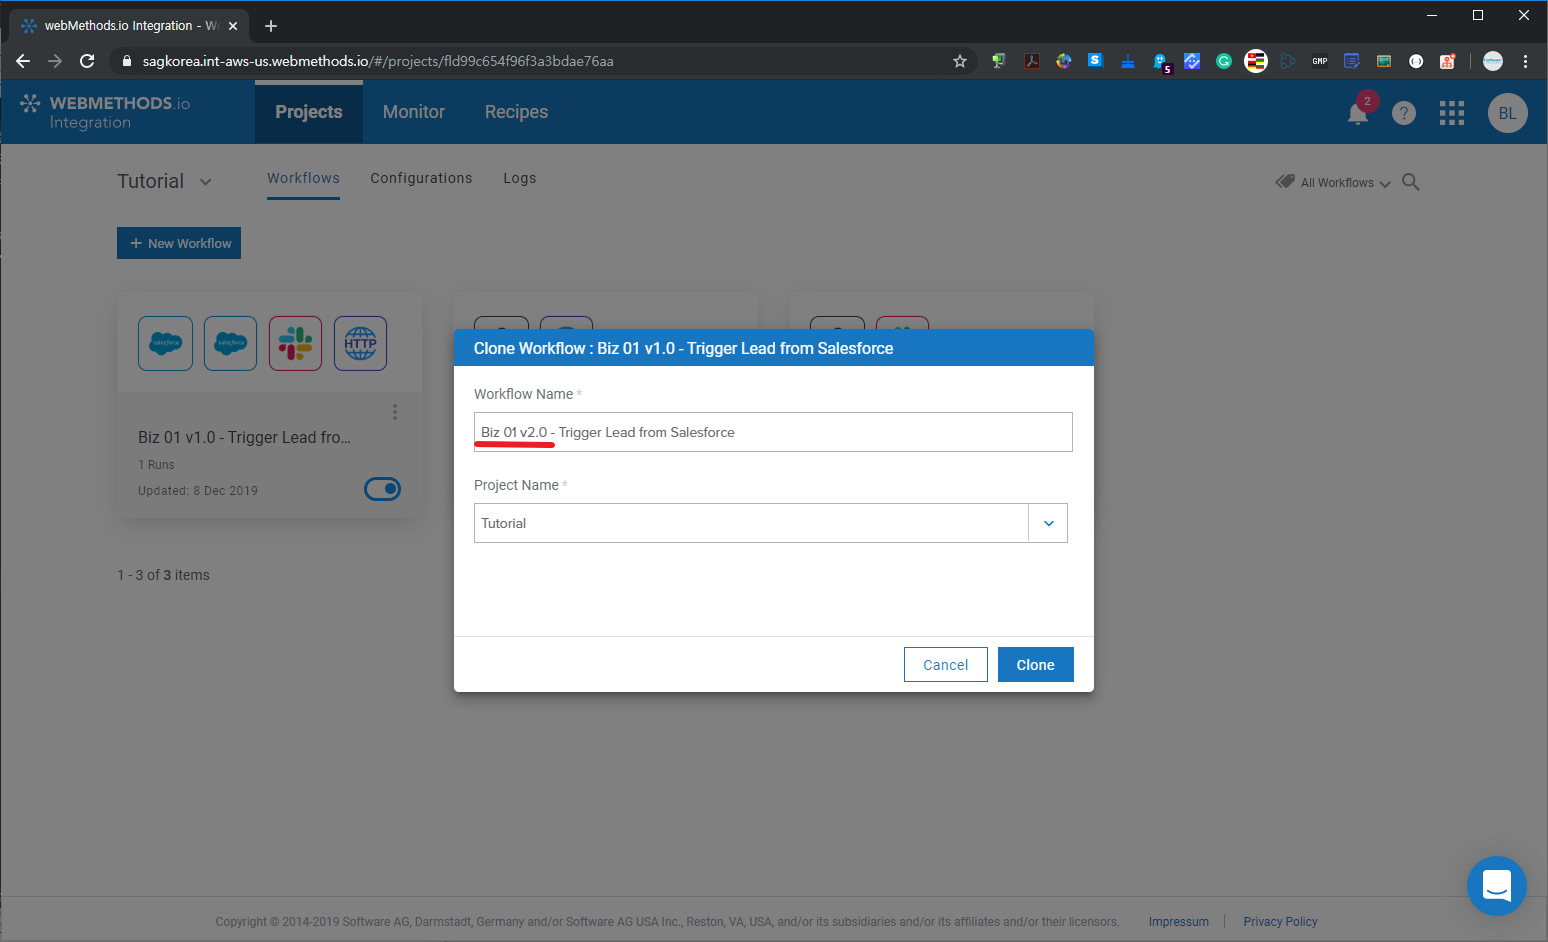 webMethods.io Integration - W
sagkorea.int-aws-us.webmethods.io/#/projects/fld99c654f96f3a3bdae76aa
S
5
G
GMP
WEBMETHODS.io
Integration
Projects
Monitor
Recipes
2
?
BL
Tutorial
Workflows
Configurations
Logs
All Workflows
+ New Workflow
salesforce
salesforce
HTTP
Biz 01 v1.0 - Trigger Lead fro...
1 Runs
Updated: 8 Dec 2019
1 - 3 of 3 items
Clone Workflow : Biz 01 v1.0 - Trigger Lead from Salesforce
Workflow Name *
Biz 01 v2.0 - Trigger Lead from Salesforce
Project Name *
Tutorial
Cancel
Clone
Copyright © 2014-2019 Software AG, Darmstadt, Germany and/or Software AG USA Inc., Reston, VA, USA, and/or its subsidiaries and/or its affiliates and/or their licensors.
Impressum
Privacy Policy